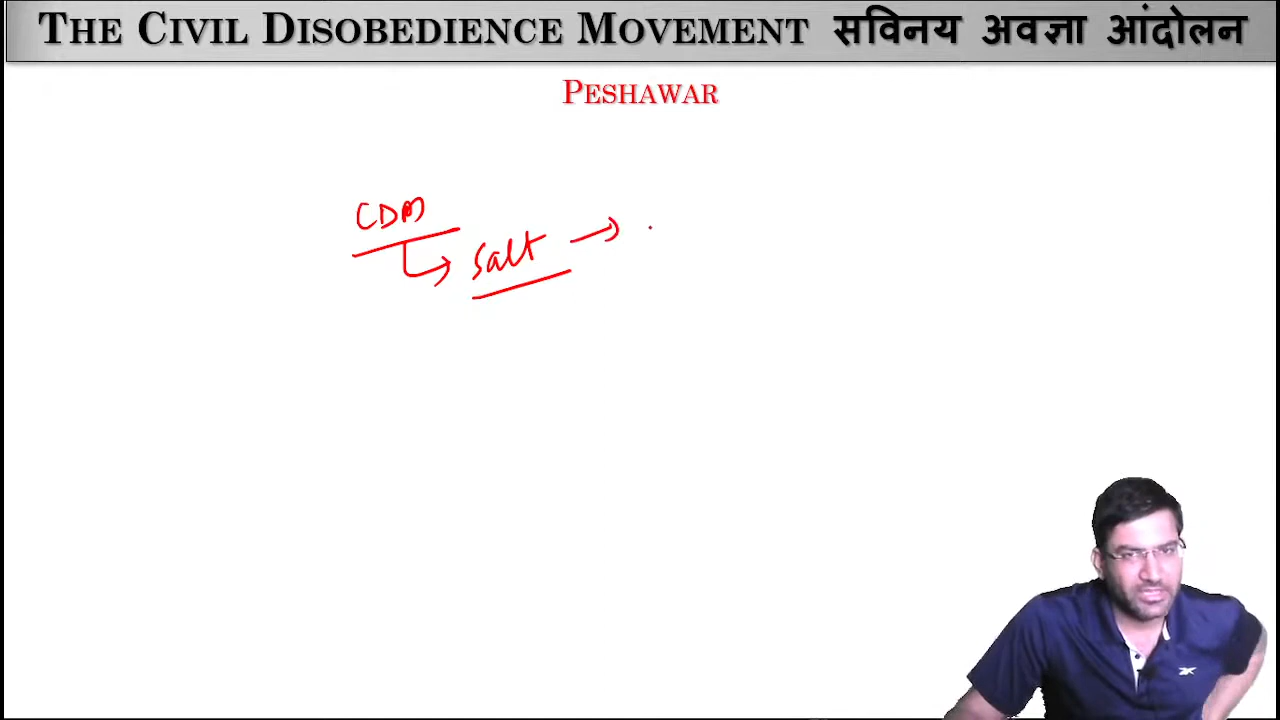 THE CIVIL DISOBEDIENCE MOVEMENT सविनय अवज्ञा आंदोलन
PESHAWAR
CDM
Salt →